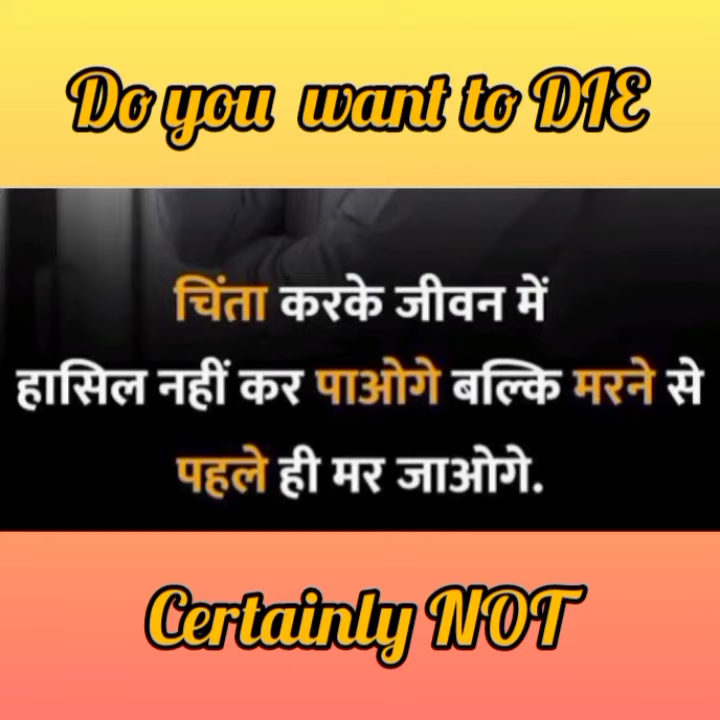 Do you want to DIE
चिंता करके जीवन में
हासिल नहीं कर पाओगे बल्कि मरने से
पहले ही मर जाओगे.
Certainly NOT